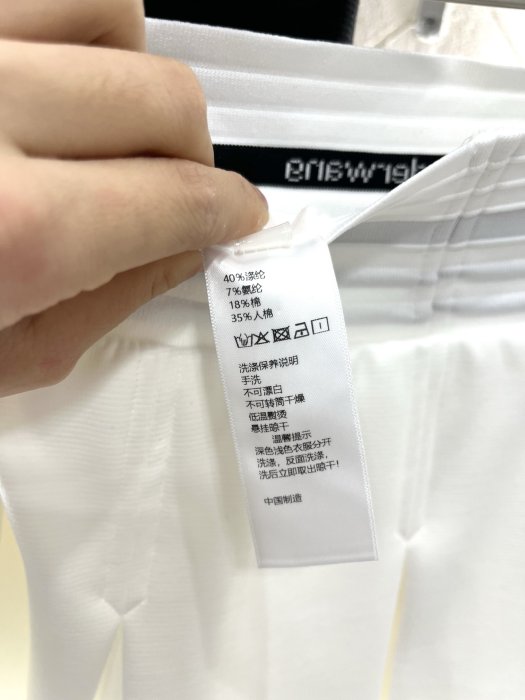 40%涤纶
7%氨纶
18%棉
35%人棉
洗涤保养说明
手洗
不可漂白
不可转筒干燥
低温熨烫
悬挂晾干
温馨提示
深色浅色衣服分开
洗涤，反面洗涤，
洗后立即取出晾干！
中国制造